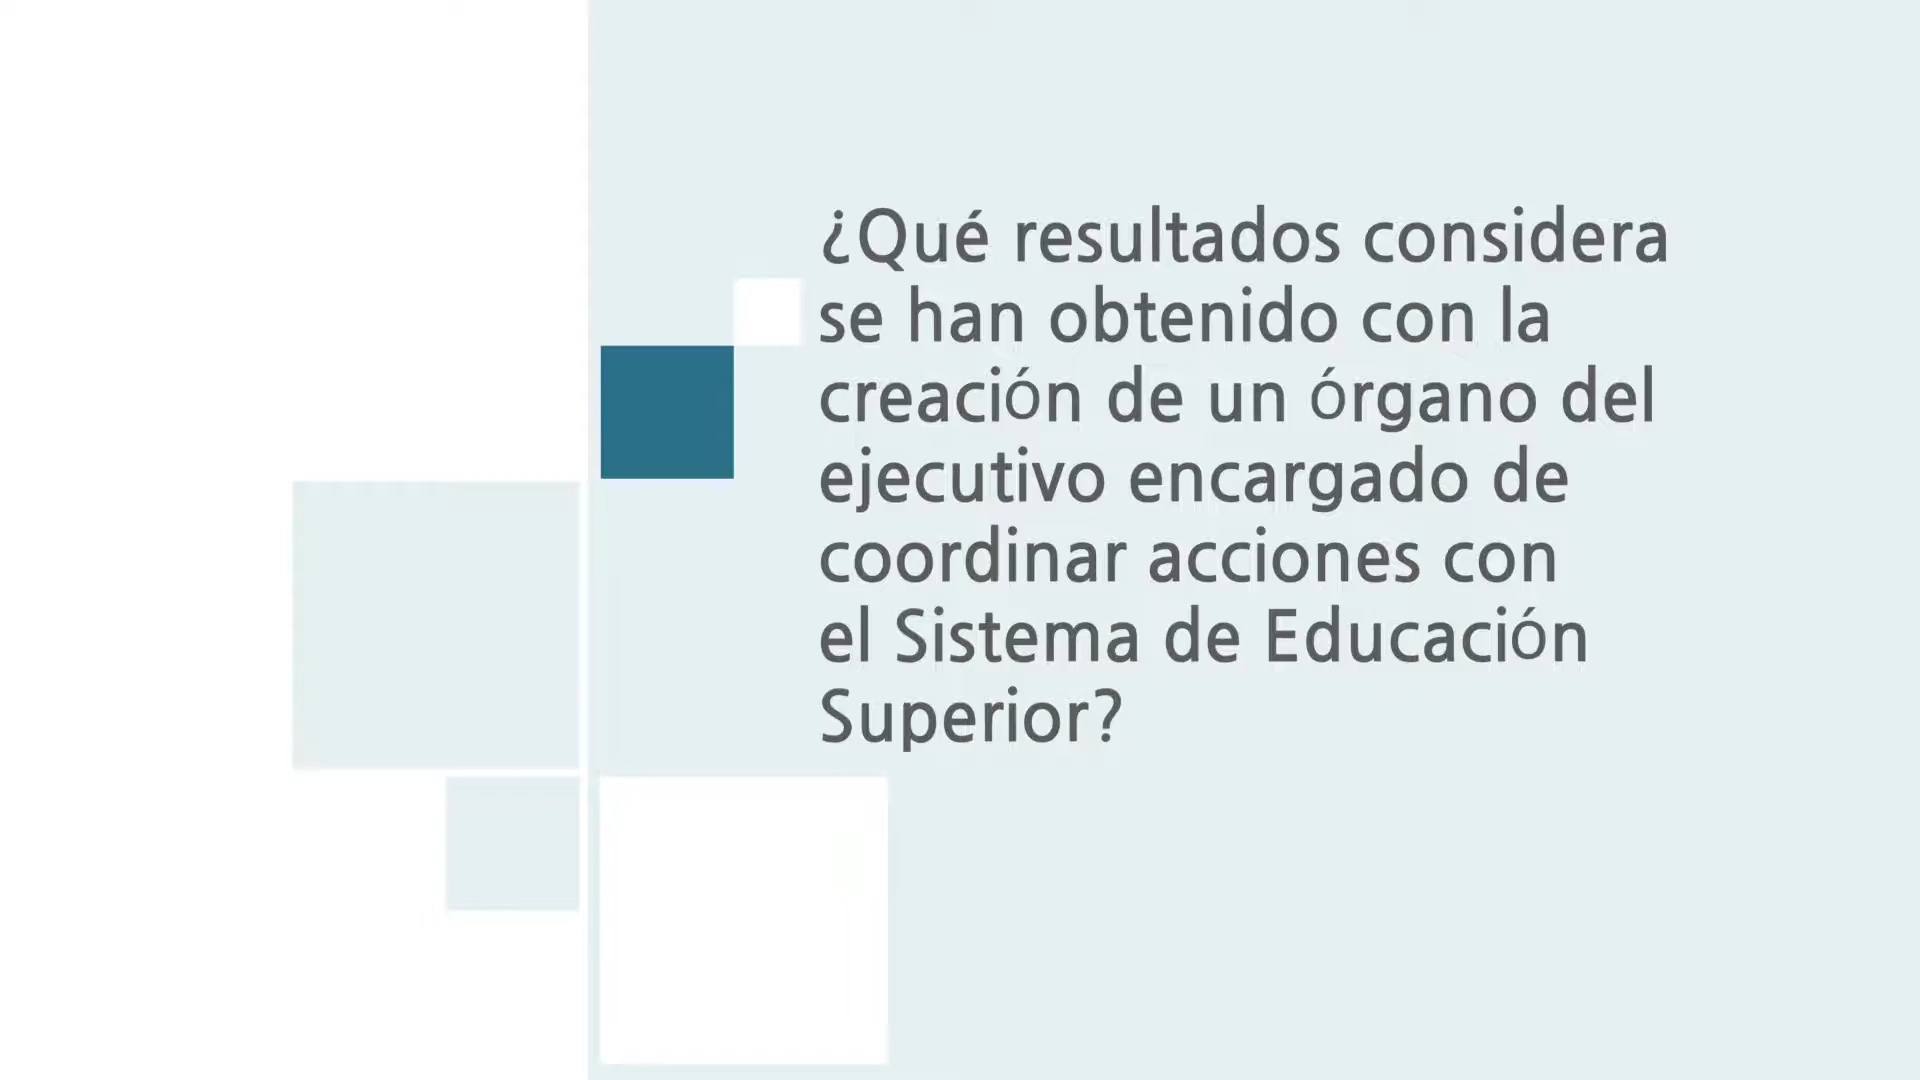 ¿Qué resultados considera
se han obtenido con la
creación de un órgano del
ejecutivo encargado de
coordinar acciones con
el Sistema de Educación
Superior?